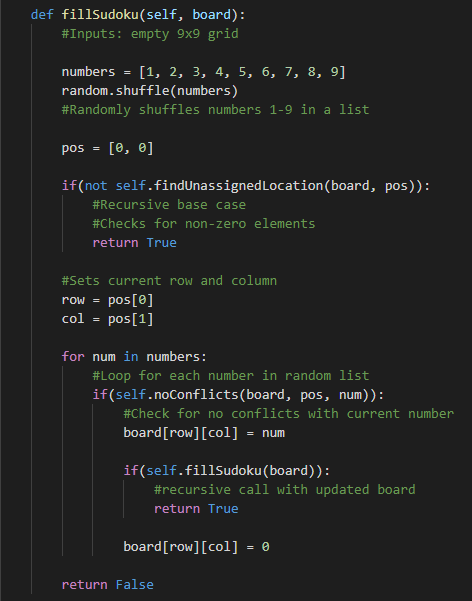 def fillSudoku(self, board):
#Inputs: empty 9x9 grid
numbers = [1, 2, 3, 4, 5, 6, 7, 8, 9]
random.shuffle(numbers)
#Randomly shuffles numbers 1-9 in a list
pos = [0, 0]
if(not self.findUnassignedLocation(board, pos)):
#Recursive base case
#Checks for non-zero elements
return True
#Sets current row and column
row = pos[0]
col = pos[1]
for num in numbers:
#Loop for each number in random list
if(self.noConflicts(board, pos, num)):
#Check for no conflicts with current number
board[row][col] = num
if(self.fillSudoku(board)):
#recursive call with updated board
return True
board[row][col] = 0
return False